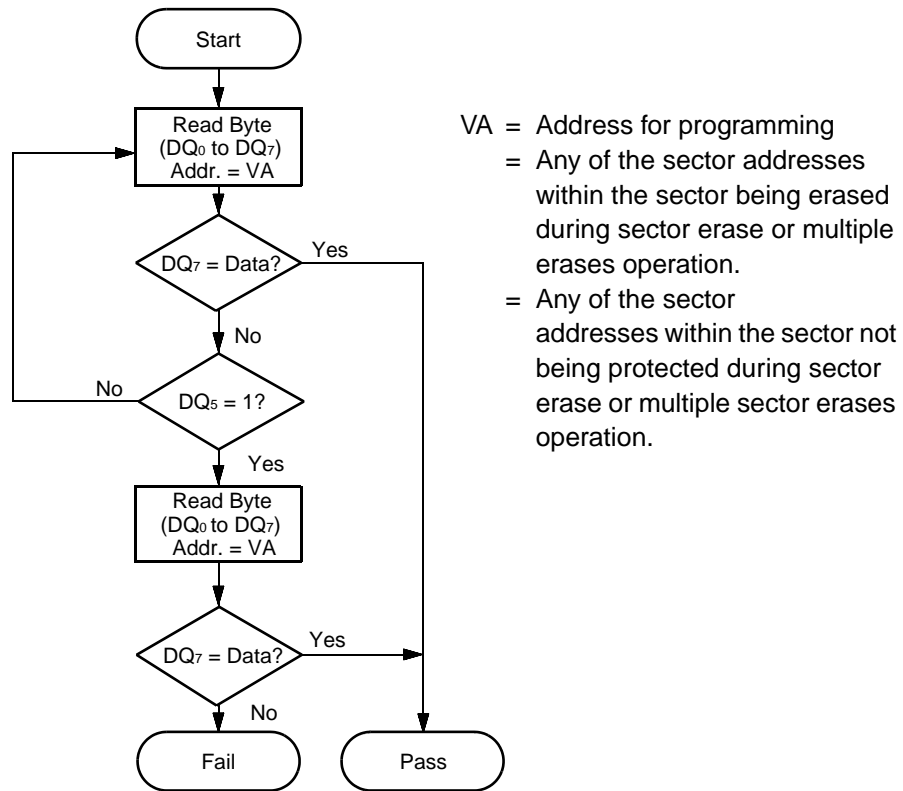 Start
Read Byte
(DQ0 to DQ7)
Addr. = VA
DQ7 = Data?
Yes
No
DQ5 = 1?
No
Yes
Read Byte
(DQ0 to DQ7)
Addr. = VA
DQ7 = Data?
Yes
No
Fail
Pass
VA = Address for programming
= Any of the sector addresses
within the sector being erased
during sector erase or multiple
erases operation.
= Any of the sector
addresses within the sector not
being protected during sector
erase or multiple sector erases
operation.